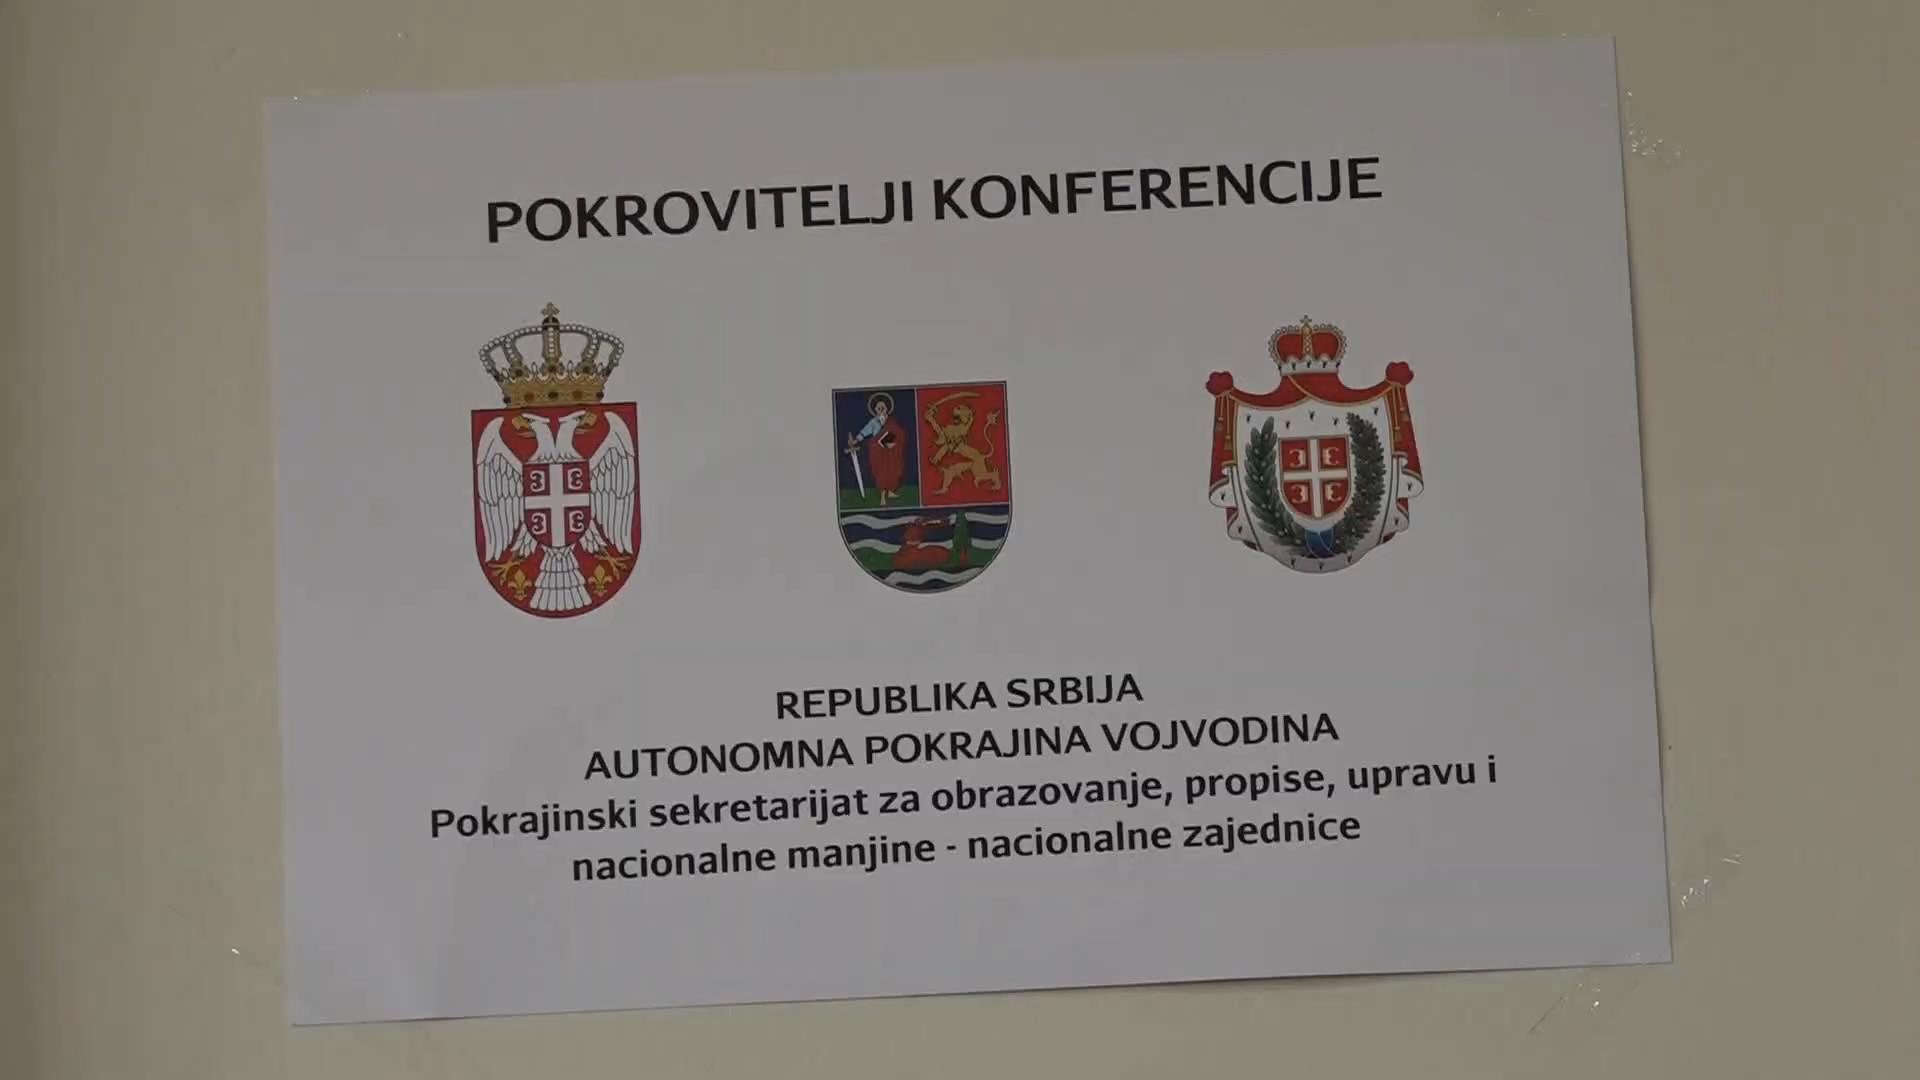 POKROVITELJI KONFERENCIJE
REPUBLIKA SRBIJA
AUTONOMNA POKRAJINA VOJVODINA
Pokrajinski sekretarijat za obrazovanje, propise, upravu i
nacionalne manjine - nacionalne zajednice